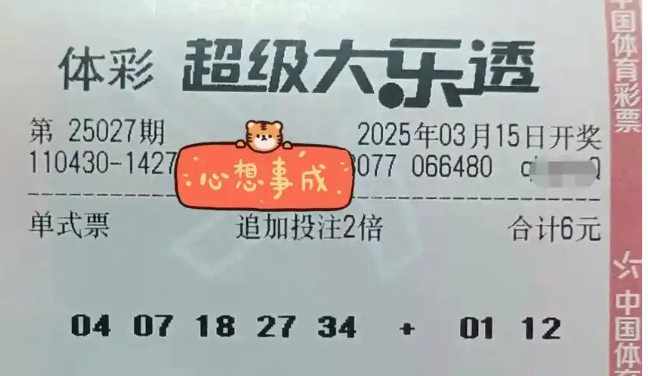 体彩 超级大乐透
第 25027期 2025年03月15日开奖
110430-1427 心想事成 077 066480 q Q
单式票 追加投注2倍 合计6元
04 07 18 27 34 + 01 12
中国体育彩票
中国体育